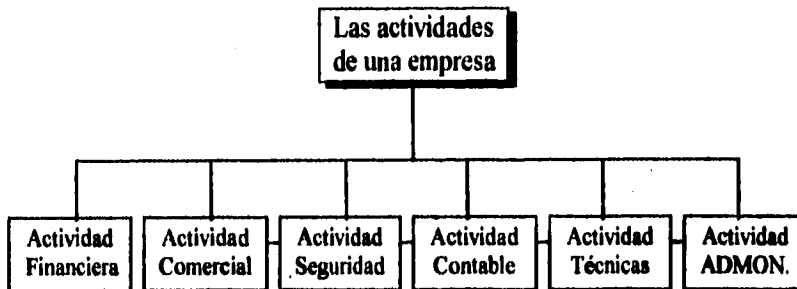 Las actividades
de una empresa
Actividad
Financiera
Actividad
Comercial
Actividad
Seguridad
Actividad
Contable
Actividad
Técnicas
Actividad
ADMON.